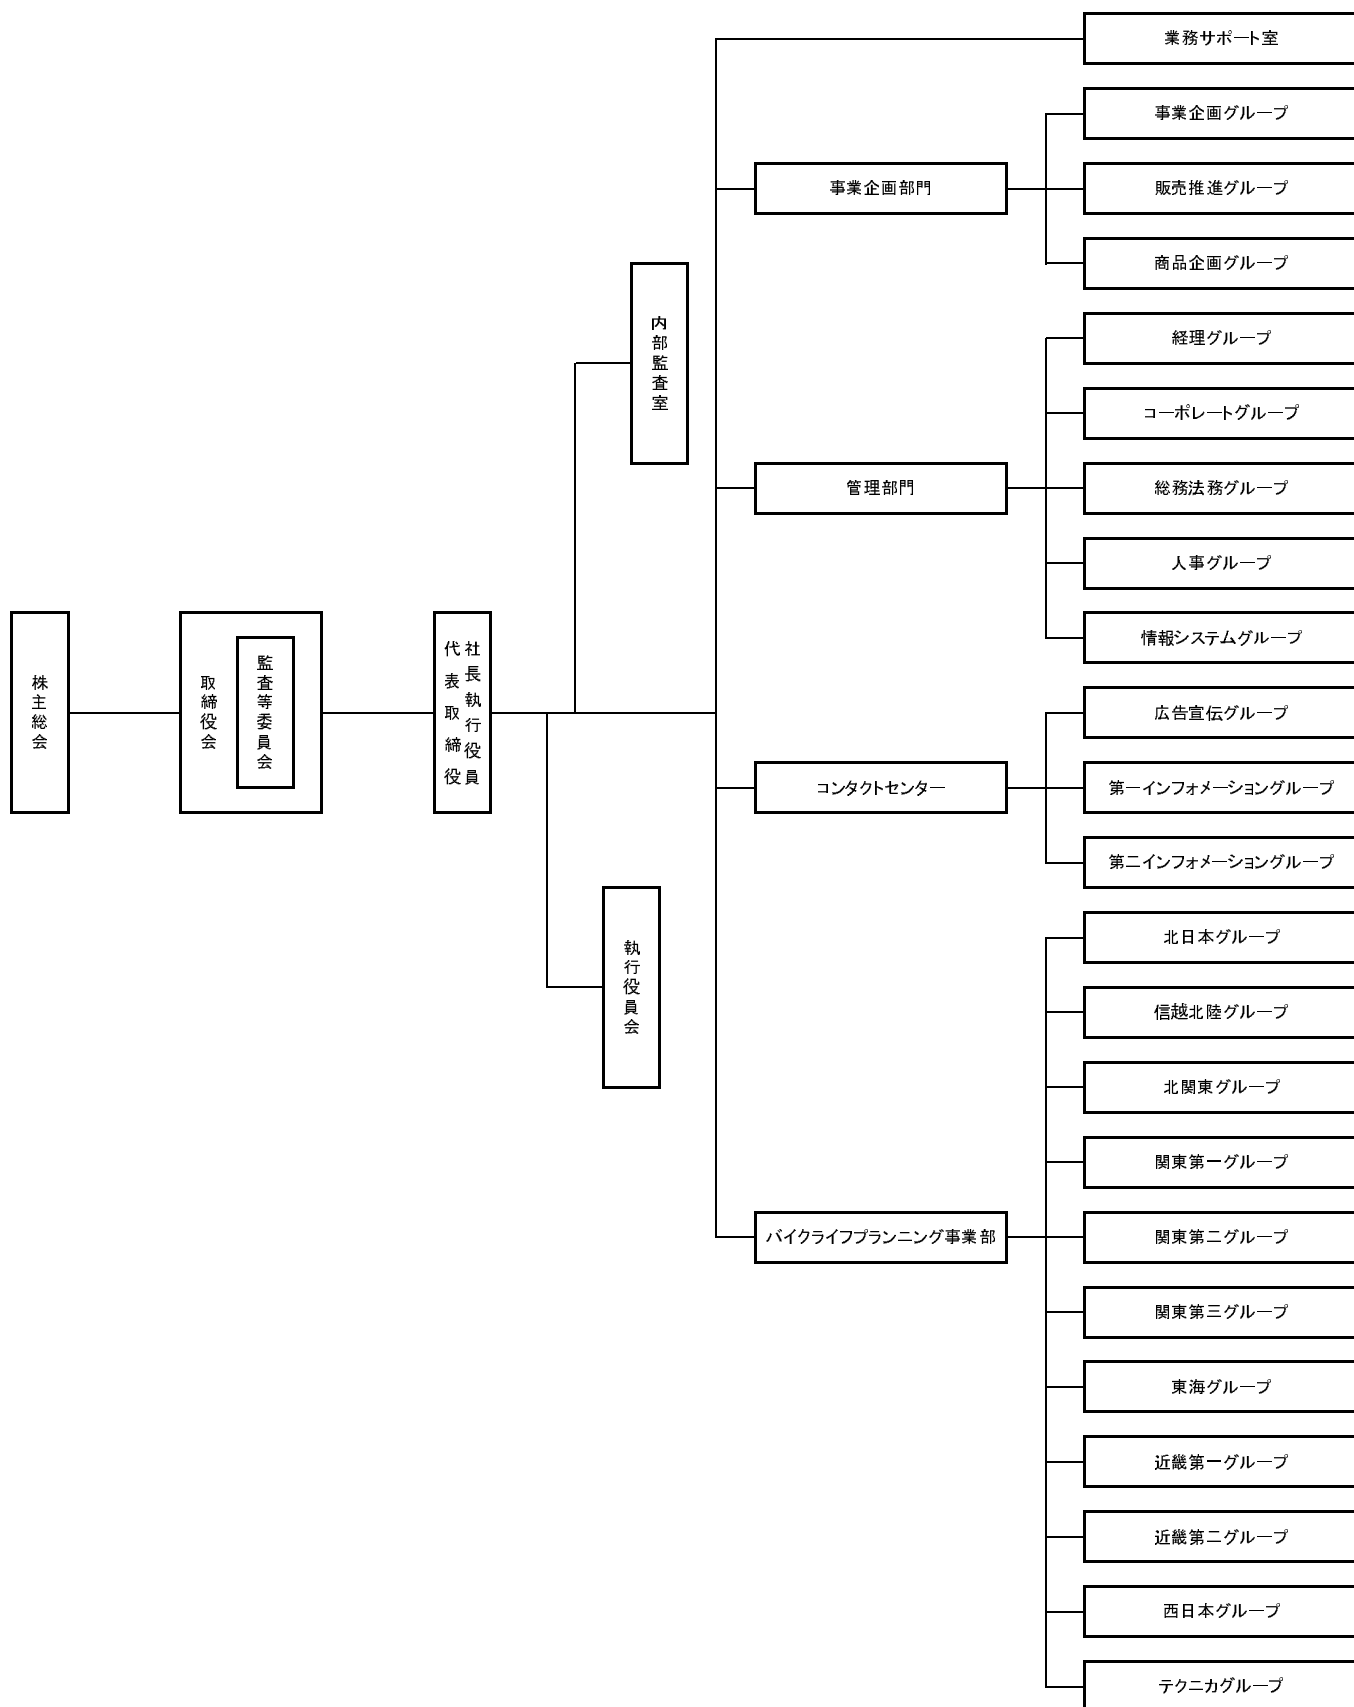 株主総会
取締役会
監査等委員会
代表取締役
社長執行役員
内部監査室
執行役員会
業務サポート室
事業企画部門
事業企画グループ
販売推進グループ
商品企画グループ
管理部門
経理グループ
コーポレートグループ
総務法務グループ
人事グループ
情報システムグループ
コンタクトセンター
広告宣伝グループ
第一インフォメーショングループ
第二インフォメーショングループ
バイクライフプランニング事業部
北日本グループ
信越北陸グループ
北関東グループ
関東第一グループ
関東第二グループ
関東第三グループ
東海グループ
近畿第一グループ
近畿第二グループ
西日本グループ
テクニカグループ